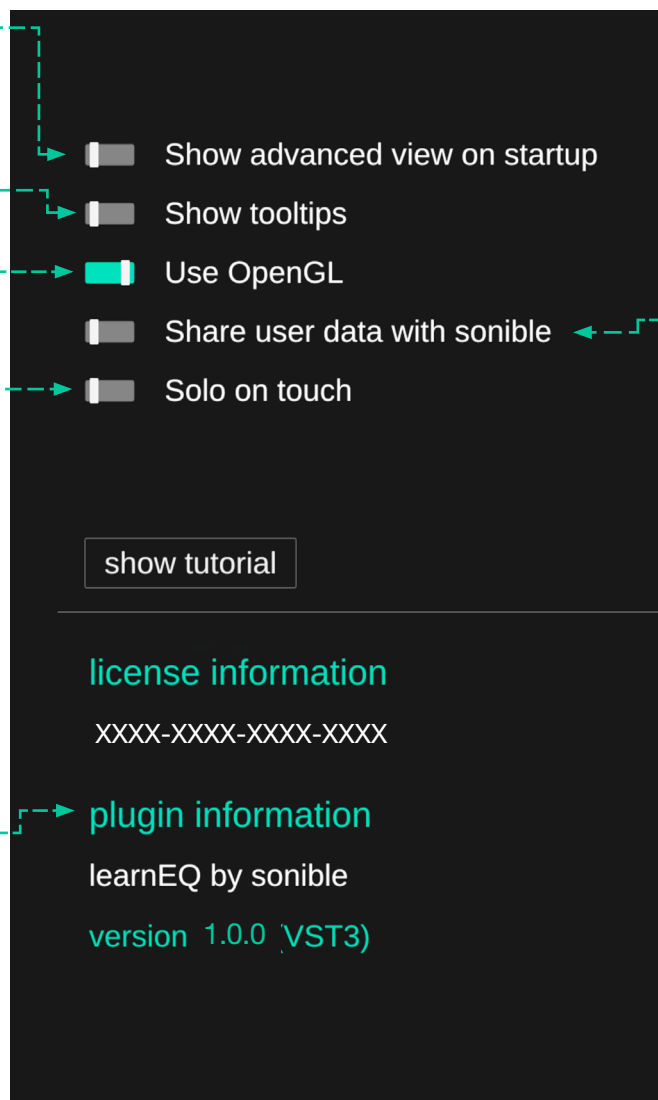 Show advanced view on startup
Show tooltips
Use OpenGL
Share user data with sonible
Solo on touch
show tutorial
license information
XXXX-XXXX-XXXX-XXXX
plugin information
learnEQ by sonible
version 1.0.0 (VST3)